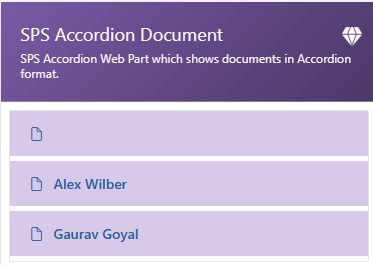 SPS Accordion Document
SPS Accordion Web Part which shows documents in Accordion
format.
Alex Wilber
Gaurav Goyal